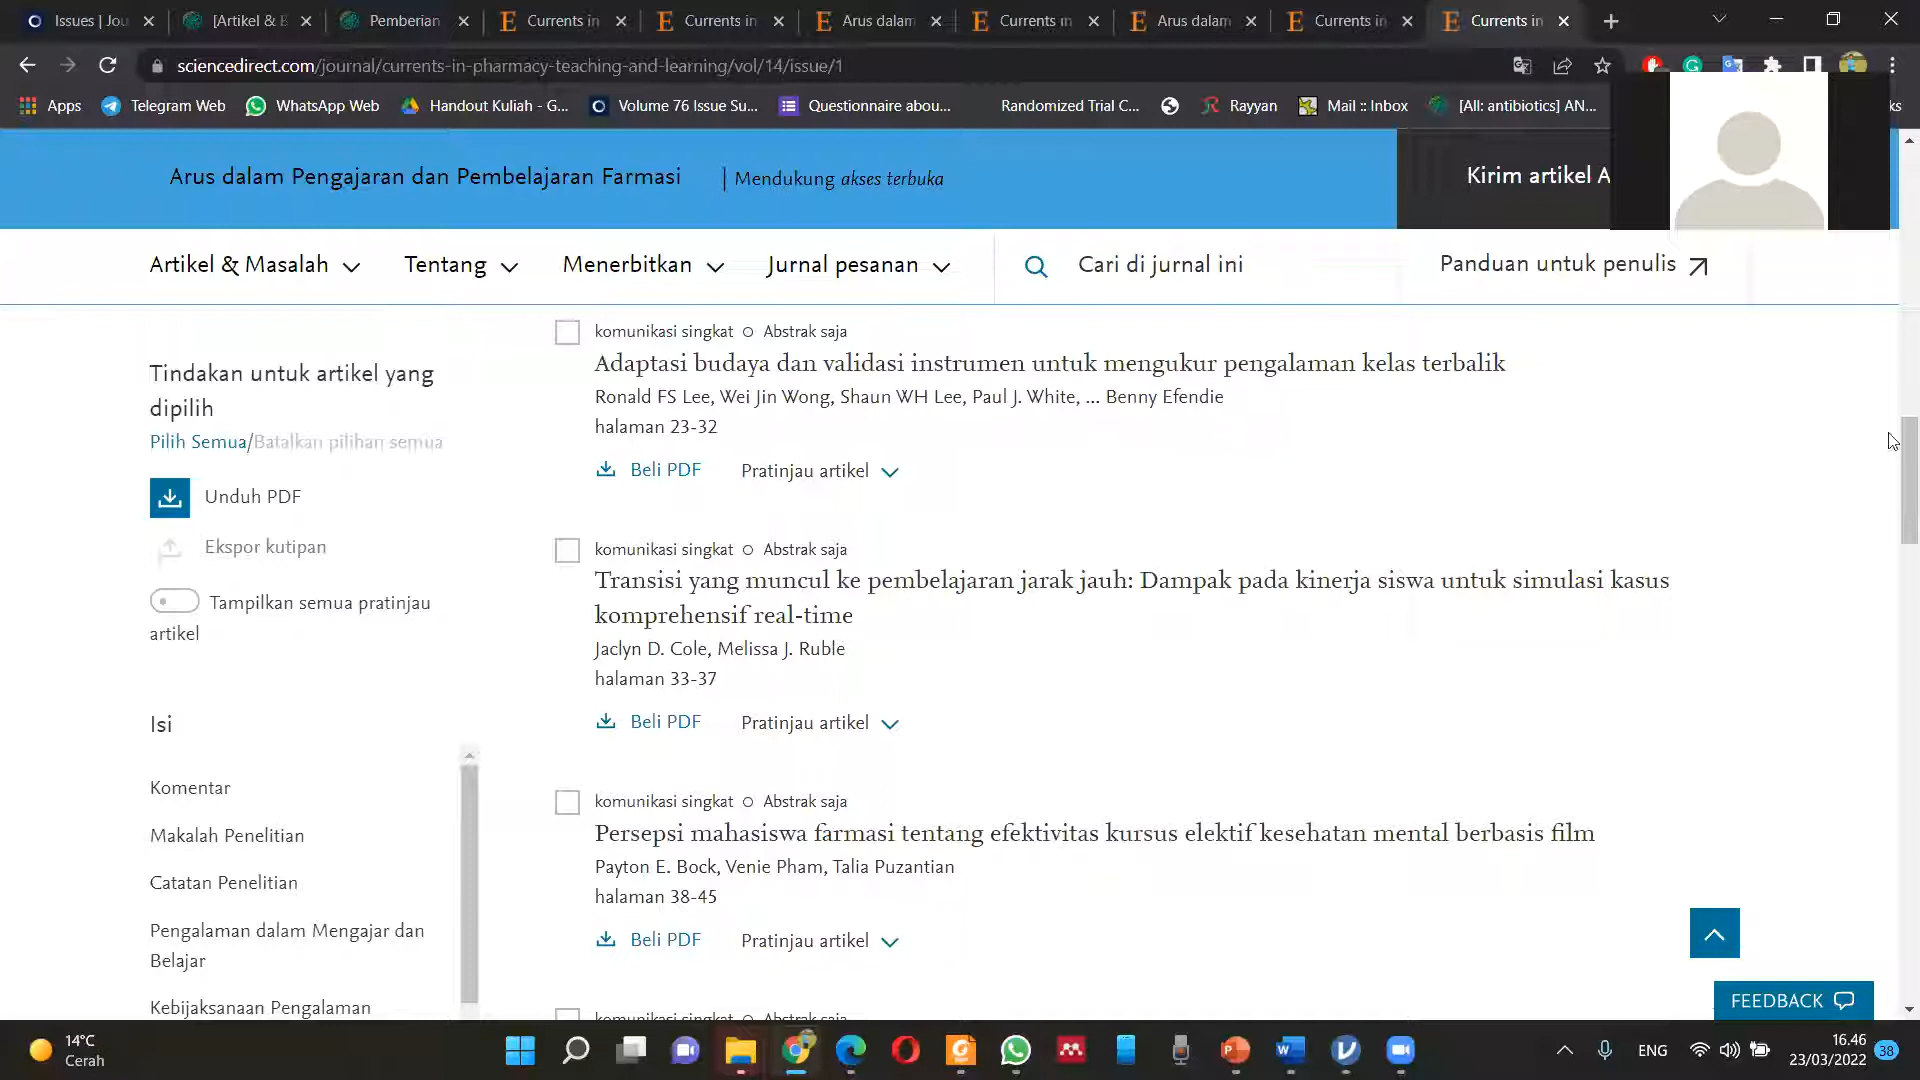 Issues | Jou
[Artikel & B
Pemberian
Currents in
Currents in
Arus dalam
Currents in
Arus dalam
Currents in
Currents in
sciencedirect.com/journal/currents-in-pharmacy-teaching-and-learning/vol/14/issue/1
Apps
Telegram Web
WhatsApp Web
Handout Kuliah - G...
Volume 76 Issue Su...
Questionnaire abou...
Randomized Trial C...
Rayyan
Mail :: Inbox
[All: antibiotics] AN...
Arus dalam Pengajaran dan Pembelajaran Farmasi
Mendukung akses terbuka
Kirim artikel A
Artikel & Masalah
Tentang
Menerbitkan
Jurnal pesanan
Cari di jurnal ini
Panduan untuk penulis
Tindakan untuk artikel yang
dipilih
Pilih Semua/Batalkan pilihan semua
Unduh PDF
Ekspor kutipan
Tampilkan semua pratinjau
artikel
Isi
Komentar
Makalah Penelitian
Catatan Penelitian
Pengalaman dalam Mengajar dan
Belajar
Kebijaksanaan Pengalaman
komunikasi singkat ○ Abstrak saja
Adaptasi budaya dan validasi instrumen untuk mengukur pengalaman kelas terbalik
Ronald FS Lee, Wei Jin Wong, Shaun WH Lee, Paul J. White, ... Benny Efendie
halaman 23-32
Beli PDF
Pratinjau artikel
komunikasi singkat ○ Abstrak saja
Transisi yang muncul ke pembelajaran jarak jauh: Dampak pada kinerja siswa untuk simulasi kasus
komprehensif real-time
Jaclyn D. Cole, Melissa J. Ruble
halaman 33-37
Beli PDF
Pratinjau artikel
komunikasi singkat ○ Abstrak saja
Persepsi mahasiswa farmasi tentang efektivitas kursus elektif kesehatan mental berbasis film
Payton E. Bock, Venie Pham, Talia Puzantian
halaman 38-45
Beli PDF
Pratinjau artikel
komunikasi singkat ○ Abstrak saja
FEEDBACK
14°C
Cerah
ENG
16.46
23/03/2022
38